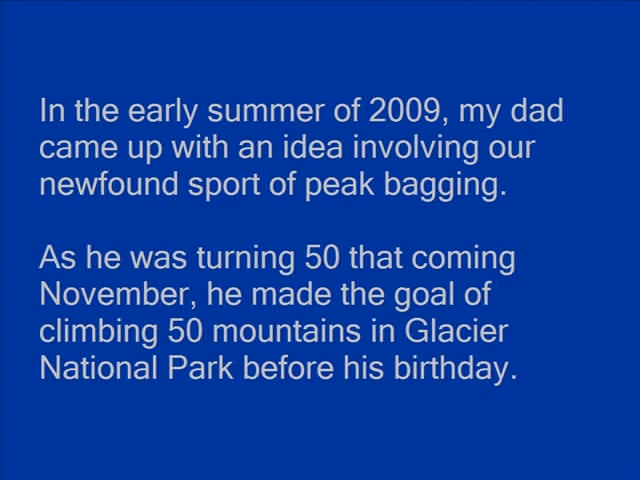 In the early summer of 2009, my dad
came up with an idea involving our
newfound sport of peak bagging.
As he was turning 50 that coming
November, he made the goal of
climbing 50 mountains in Glacier
National Park before his birthday.